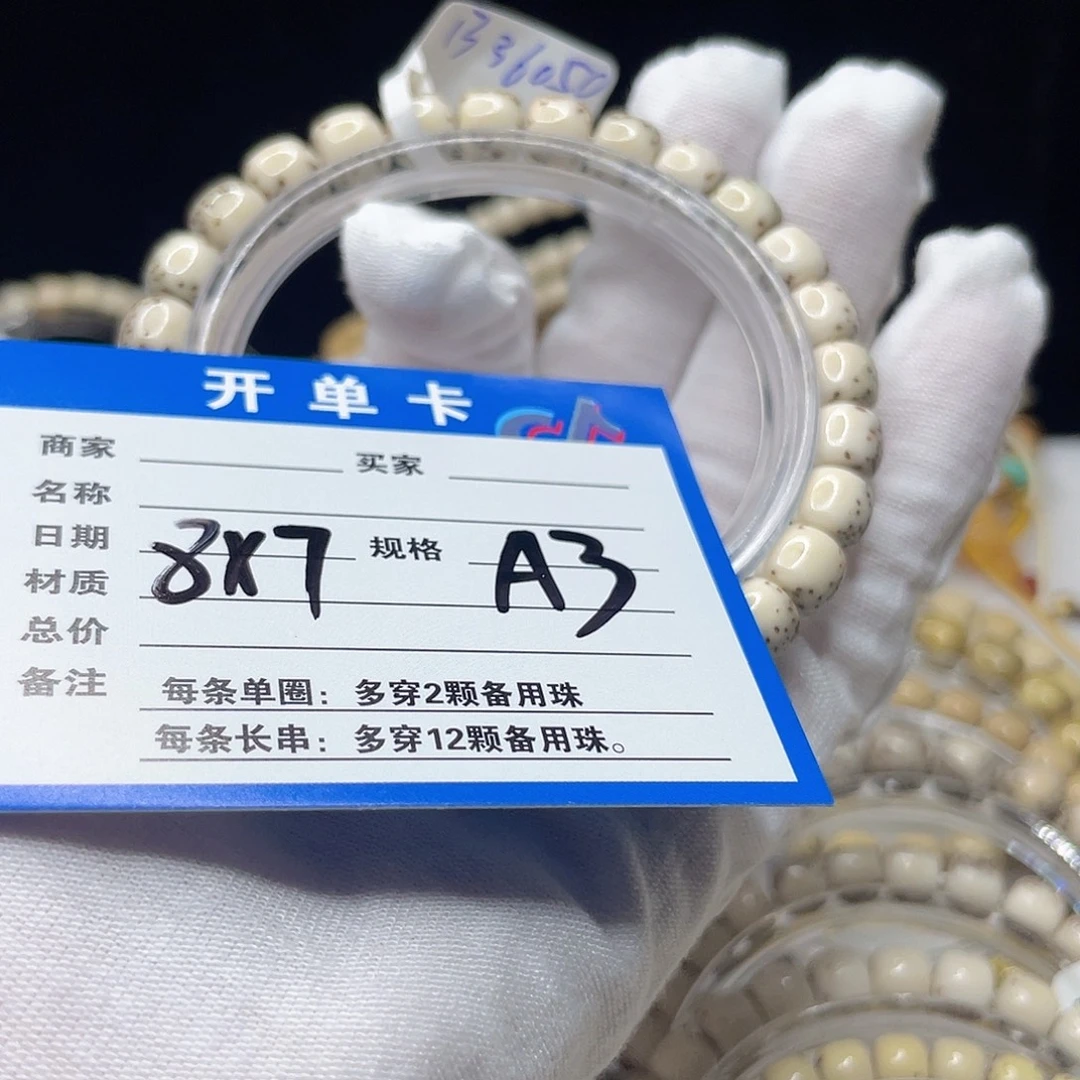 1336050
开单卡
商家 买家
名称
日期 8X7 规格 A3
材质
总价
备注 每条单圈：多穿2颗备用珠
每条长串：多穿12颗备用珠。